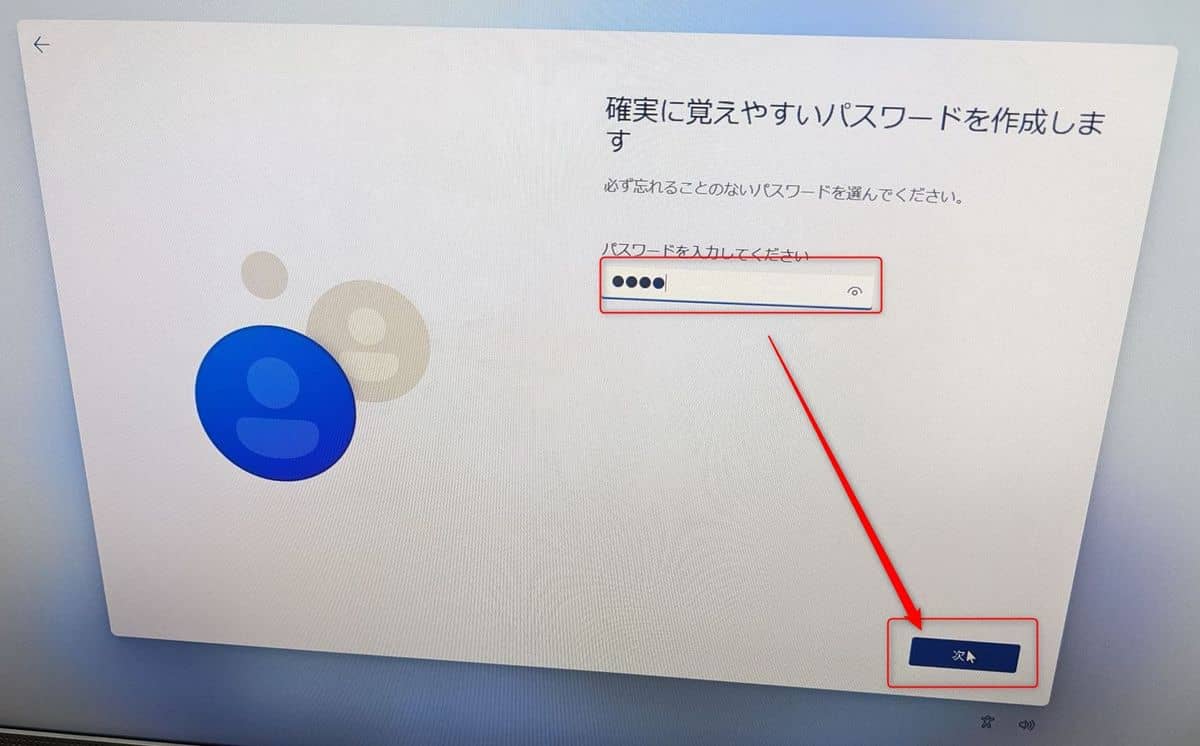 確実に覚えやすいパスワードを作成しま
す
必ず忘れることのないパスワードを選んでください。
パスワードを入力してください
●●●●
次